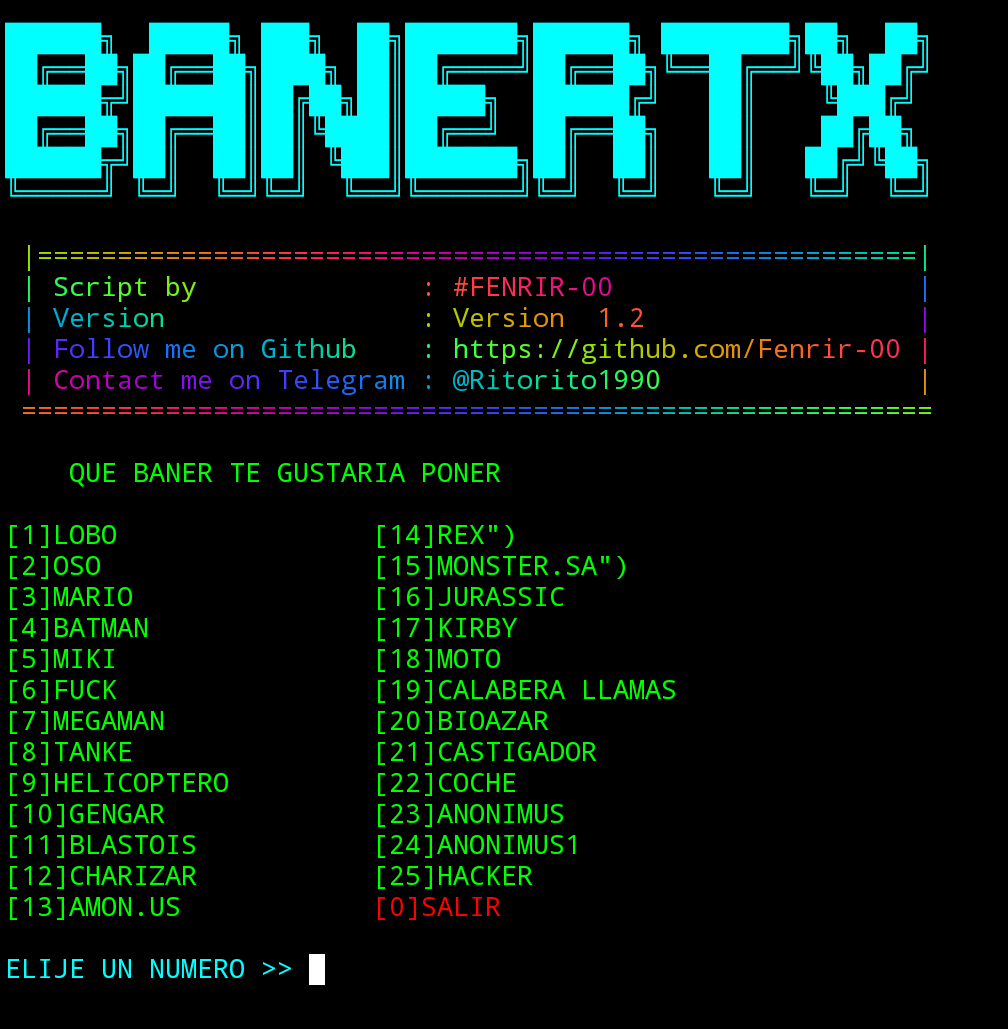 BANERTX
|=======================================================|
| Script by : #FENRIR-00 |
| Version : Version 1.2 |
| Follow me on Github : https://github.com/Fenrir-00 |
| Contact me on Telegram : @Ritorito1990 |
=========================================================
QUE BANER TE GUSTARIA PONER
[1]LOBO [14]REX")
[2]OSO [15]MONSTER.SA")
[3]MARIO [16]JURASSIC
[4]BATMAN [17]KIRBY
[5]MIKI [18]MOTO
[6]FUCK [19]CALABERA LLAMAS
[7]MEGAMAN [20]BIOAZAR
[8]TANKE [21]CASTIGADOR
[9]HELICOPTERO [22]COCHE
[10]GENGAR [23]ANONIMUS
[11]BLASTOIS [24]ANONIMUS1
[12]CHARIZAR [25]HACKER
[13]AMON.US [0]SALIR
ELIJE UN NUMERO >>